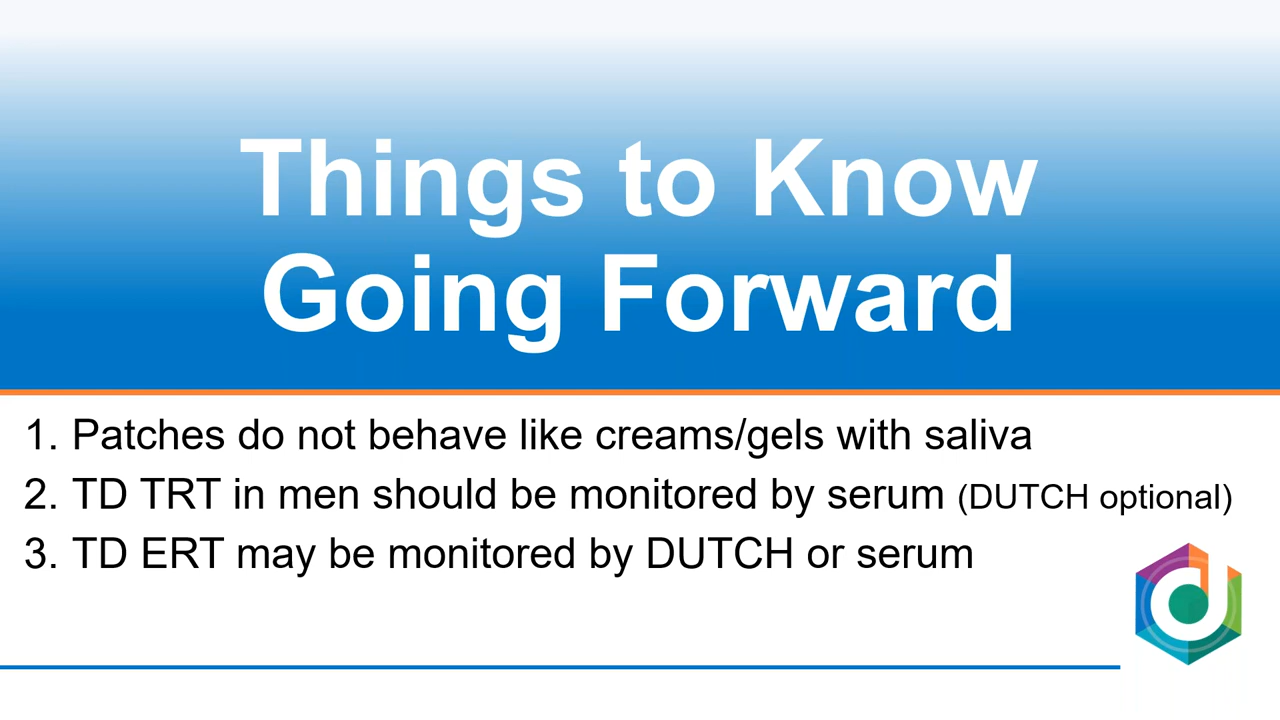 Things to Know
Going Forward
1. Patches do not behave like creams/gels with saliva
2. TD TRT in men should be monitored by serum (DUTCH optional)
3. TD ERT may be monitored by DUTCH or serum